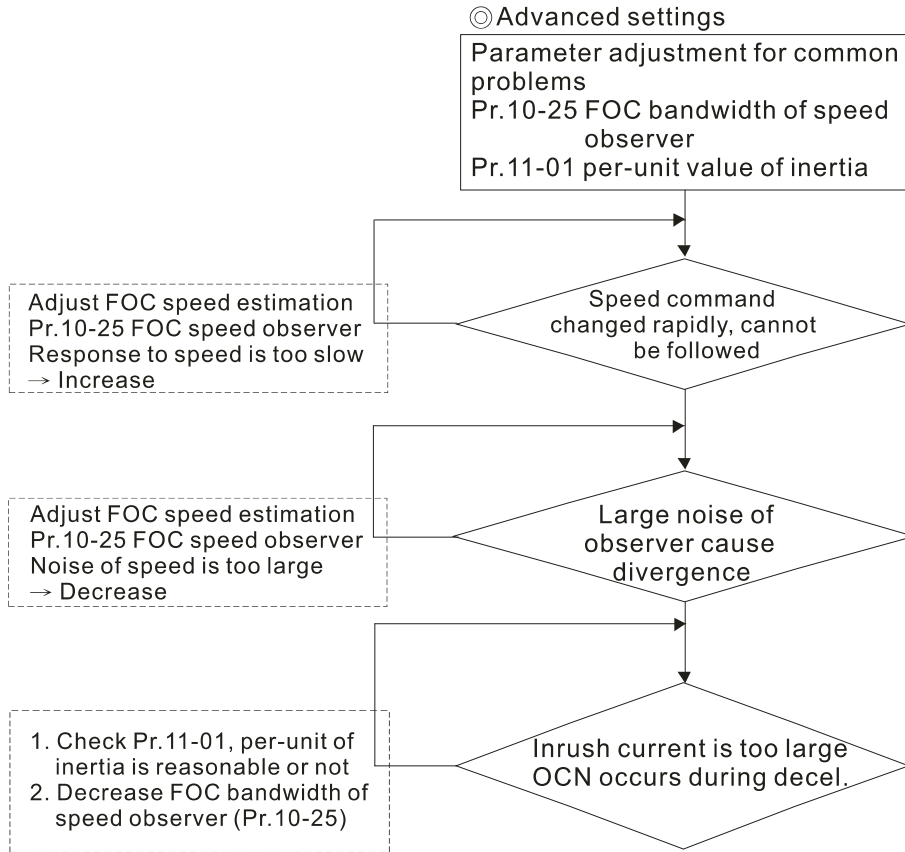 ◎Advanced settings
Parameter adjustment for common
problems
Pr.10-25 FOC bandwidth of speed
observer
Pr.11-01 per-unit value of inertia
Speed command
changed rapidly, cannot
be followed
Adjust FOC speed estimation
Pr.10-25 FOC speed observer
Response to speed is too slow
→ Increase
Large noise of
observer cause
divergence
Adjust FOC speed estimation
Pr.10-25 FOC speed observer
Noise of speed is too large
→ Decrease
Inrush current is too large
OCN occurs during decel.
1. Check Pr.11-01, per-unit of
inertia is reasonable or not
2. Decrease FOC bandwidth of
speed observer (Pr.10-25)